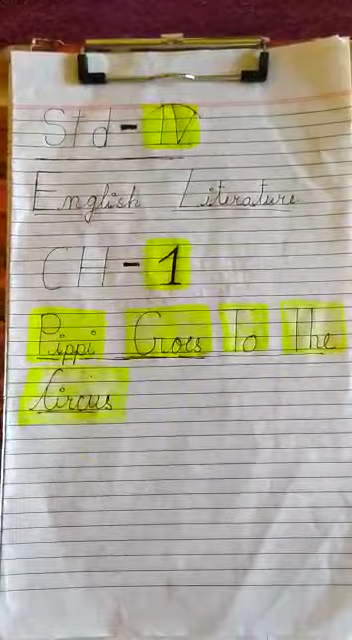 Std - IV
English Literature
CH - 1
Pippi Goes To The
Circus